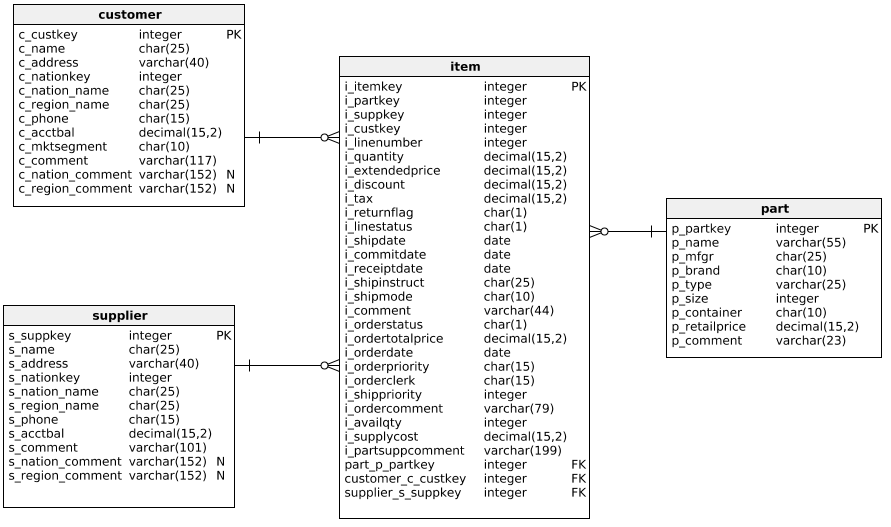 customer
c_custkey integer PK
c_name char(25)
c_address varchar(40)
c_nationkey integer
c_nation_name char(25)
c_region_name char(25)
c_phone char(15)
c_acctbal decimal(15,2)
c_mktsegment char(10)
c_comment varchar(117)
c_nation_comment varchar(152) N
c_region_comment varchar(152) N
supplier
s_suppkey integer PK
s_name char(25)
s_address varchar(40)
s_nationkey integer
s_nation_name char(25)
s_region_name char(25)
s_phone char(15)
s_acctbal decimal(15,2)
s_comment varchar(101)
s_nation_comment varchar(152) N
s_region_comment varchar(152) N
item
i_itemkey integer PK
i_partkey integer
i_suppkey integer
i_custkey integer
i_linenumber integer
i_quantity decimal(15,2)
i_extendedprice decimal(15,2)
i_discount decimal(15,2)
i_tax decimal(15,2)
i_returnflag char(1)
i_linestatus char(1)
i_shipdate date
i_commitdate date
i_receiptdate date
i_shipinstruct char(25)
i_shipmode char(10)
i_comment varchar(44)
i_orderstatus char(1)
i_ordertotalprice decimal(15,2)
i_orderdate date
i_orderpriority char(15)
i_orderclerk char(15)
i_shippriority integer
i_ordercomment varchar(79)
i_availqty integer
i_supplycost decimal(15,2)
i_partsuppcomment varchar(199)
part_p_partkey integer FK
customer_c_custkey integer FK
supplier_s_suppkey integer FK
part
p_partkey integer PK
p_name varchar(55)
p_mfgr char(25)
p_brand char(10)
p_type varchar(25)
p_size integer
p_container char(10)
p_retailprice decimal(15,2)
p_comment varchar(23)